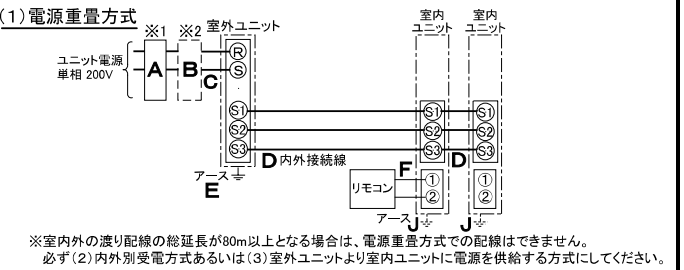 (1)電源重畳方式
※1 ※2 室外ユニット 室内 ユニット 室内 ユニット
ユニット電源
単相 200V
A B C
R
S
S1 S1 S1
S2 S2 S2
S3 S3 S3
D 内外接続線 F D
アース
E
リモコン ① ①
② ②
アース J J
※室内外の渡り配線の総延長が80m以上となる場合は、電源重畳方式での配線はできません。
必ず(2)内外別受電方式あるいは(3)室外ユニットより室内ユニットに電源を供給する方式にしてください。